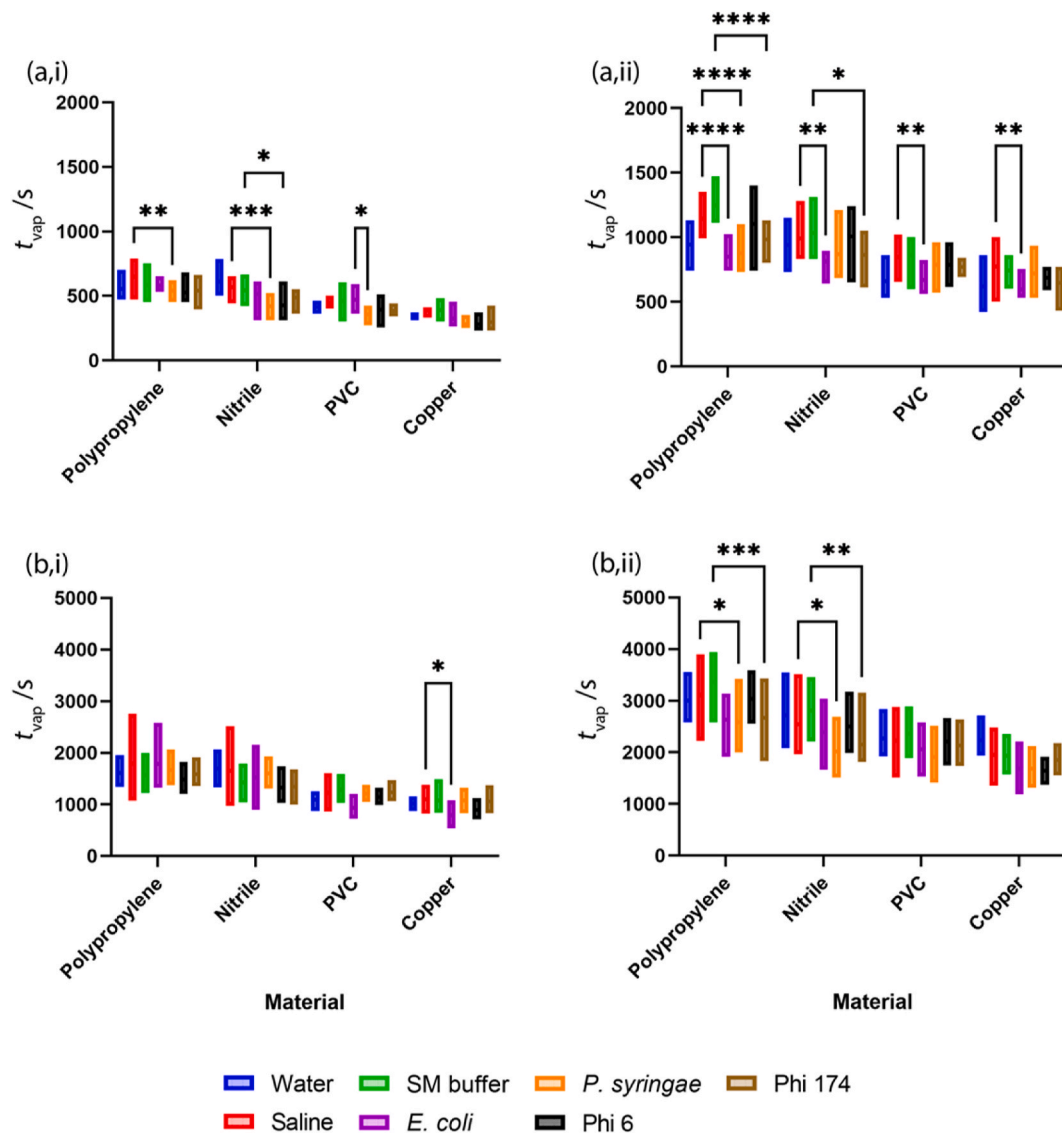 (a,i)
**
***
*
*
t_vap /s
2000
1500
1000
500
0
Polypropylene
Nitrile
PVC
Copper
(a,ii)
****
****
****
*
**
**
**
2000
1500
1000
500
0
t_vap /s
Polypropylene
Nitrile
PVC
Copper
(b,i)
*
5000
4000
3000
2000
1000
0
t_vap /s
Polypropylene
Nitrile
PVC
Copper
Material
(b,ii)
***
**
*
*
5000
4000
3000
2000
1000
0
t_vap /s
Polypropylene
Nitrile
PVC
Copper
Material
Water SM buffer P. syringae Phi 174
Saline E. coli Phi 6